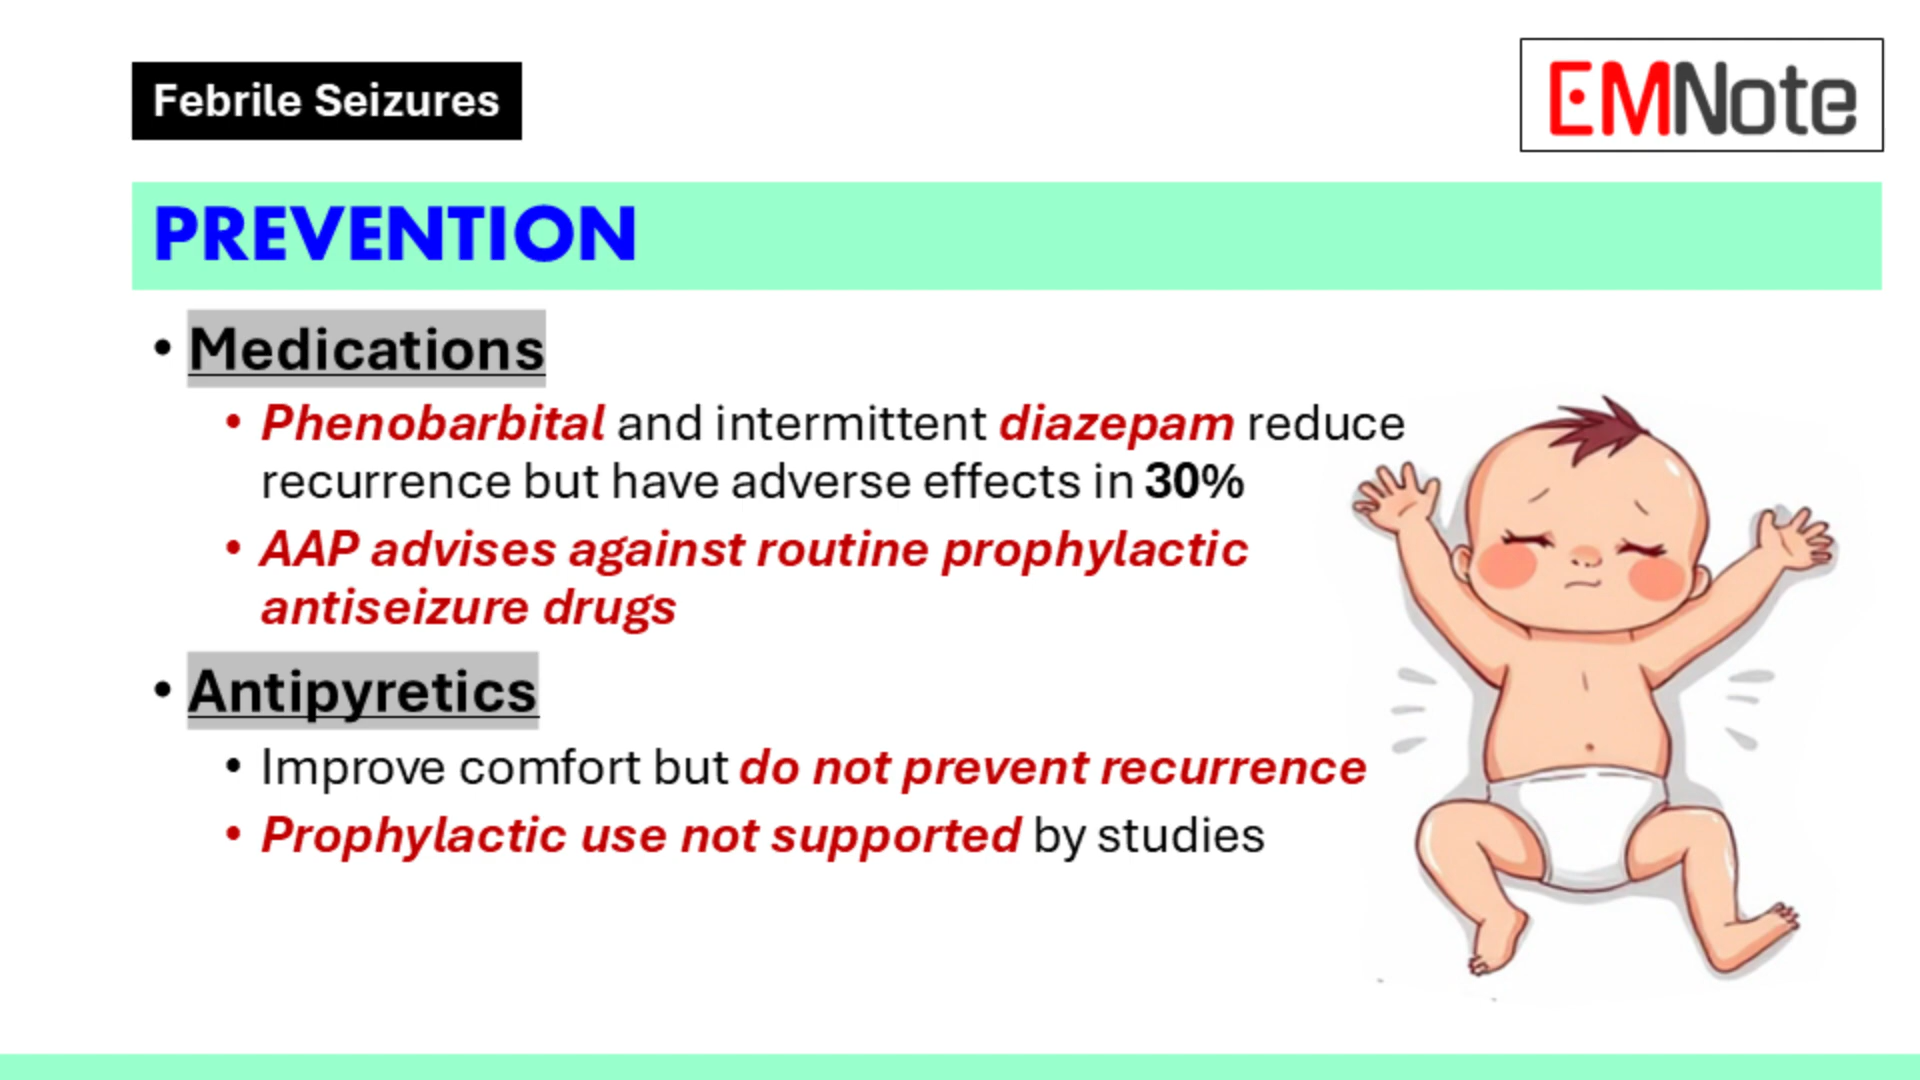 Febrile Seizures
EMNote
PREVENTION
• Medications
• Phenobarbital and intermittent diazepam reduce
recurrence but have adverse effects in 30%
• AAP advises against routine prophylactic
antiseizure drugs
• Antipyretics
• Improve comfort but do not prevent recurrence
• Prophylactic use not supported by studies